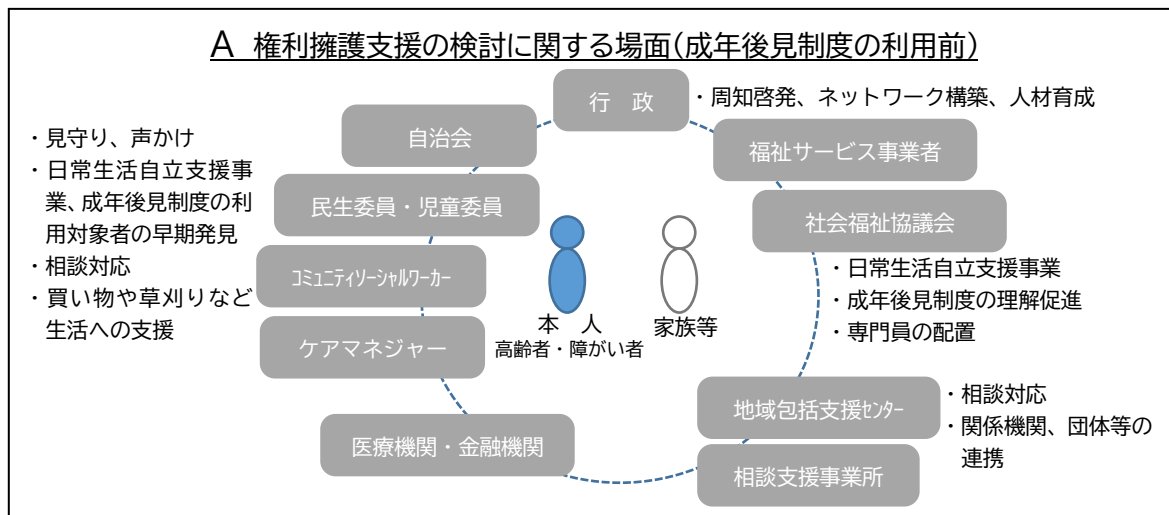 A 権利擁護支援の検討に関する場面(成年後見制度の利用前)
行　政
・周知啓発、ネットワーク構築、人材育成
自治会
福祉サービス事業者
・見守り、声かけ
・日常生活自立支援事
業、成年後見制度の利
用対象者の早期発見
・相談対応
・買い物や草刈りなど
生活への支援
民生委員・児童委員
社会福祉協議会
コミュニティソーシャルワーカー
・日常生活自立支援事業
・成年後見制度の理解促進
・専門員の配置
ケアマネジャー
本　人
高齢者・障がい者
家族等
地域包括支援センター
・相談対応
・関係機関、団体等の
連携
医療機関・金融機関
相談支援事業所